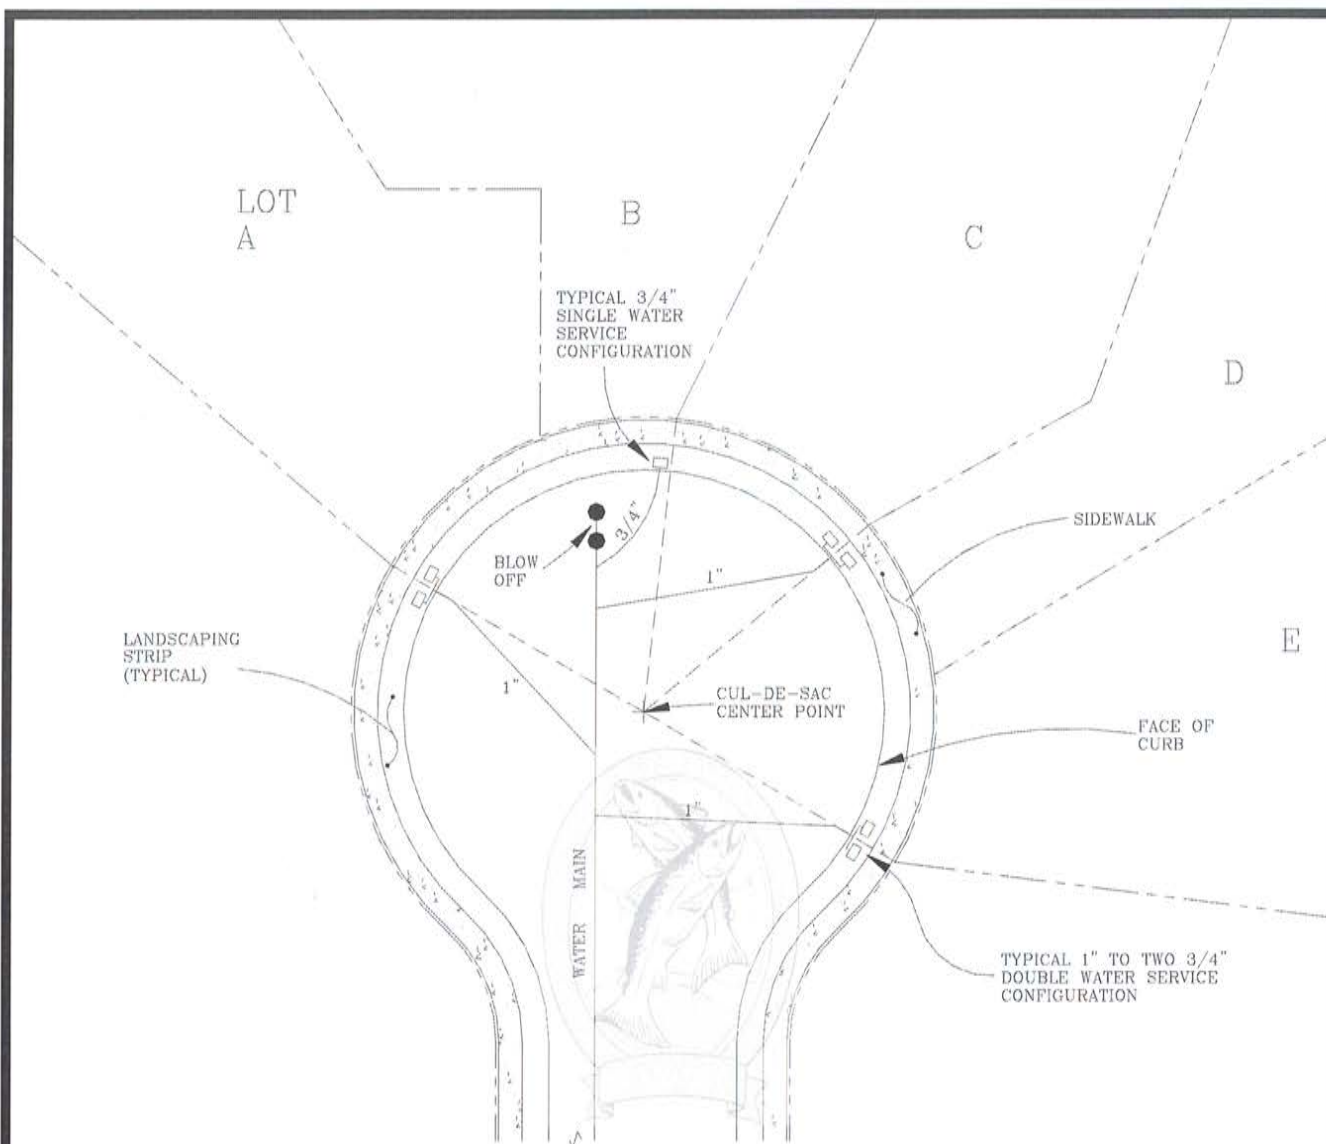 LOT
A
B
C
D
E
TYPICAL 3/4"
SINGLE WATER
SERVICE
CONFIGURATION
3/4"
BLOW
OFF
1"
SIDEWALK
LANDSCAPING
STRIP
(TYPICAL)
1"
CUL-DE-SAC
CENTER POINT
FACE OF
CURB
1"
WATER MAIN
TYPICAL 1" TO TWO 3/4"
DOUBLE WATER SERVICE
CONFIGURATION